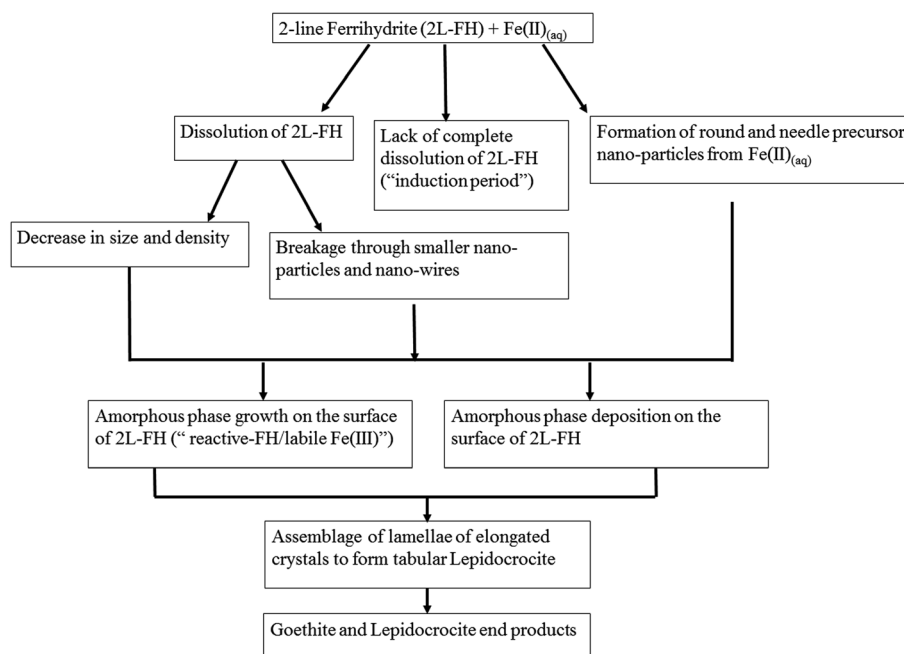 2-line Ferrihydrite (2L-FH) + Fe(II)(aq)
Dissolution of 2L-FH
Lack of complete
dissolution of 2L-FH
(“induction period”)
Formation of round and needle precursor
nano-particles from Fe(II)(aq)
Decrease in size and density
Breakage through smaller nano-
particles and nano-wires
Amorphous phase growth on the surface
of 2L-FH (“ reactive-FH/labile Fe(III)”)
Amorphous phase deposition on the
surface of 2L-FH
Assemblage of lamellae of elongated
crystals to form tabular Lepidocrocite
Goethite and Lepidocrocite end products